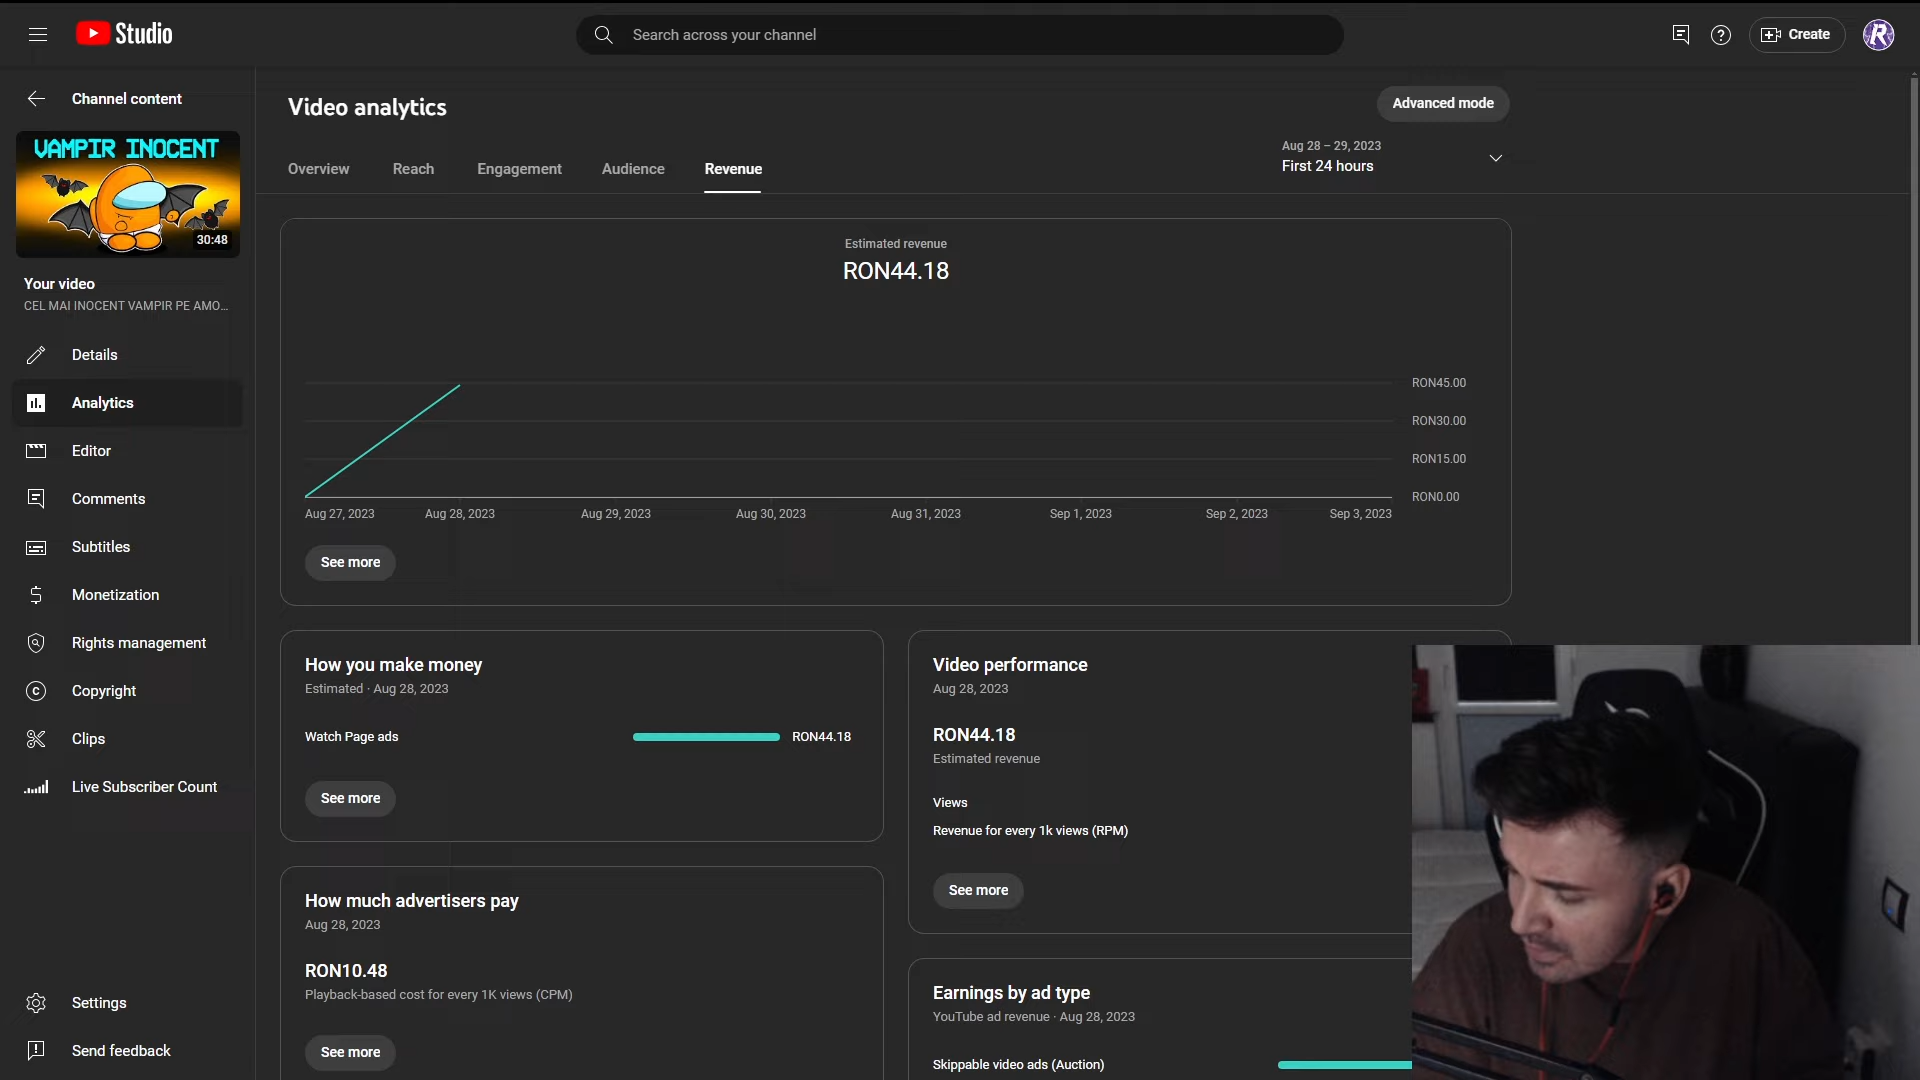 Studio
Search across your channel
Create
Channel content
VAMPIR INOCENT
30:48
Your video
CEL MAI INOCENT VAMPIR PE AMO...
Details
Analytics
Editor
Comments
Subtitles
Monetization
Rights management
Copyright
Clips
Live Subscriber Count
Settings
Send feedback
Video analytics
Advanced mode
Overview
Reach
Engagement
Audience
Revenue
Aug 28 – 29, 2023
First 24 hours
Estimated revenue
RON44.18
RON45.00
RON30.00
RON15.00
RON0.00
Aug 27, 2023
Aug 28, 2023
Aug 29, 2023
Aug 30, 2023
Aug 31, 2023
Sep 1, 2023
Sep 2, 2023
Sep 3, 2023
See more
How you make money
Estimated · Aug 28, 2023
Watch Page ads
RON44.18
See more
How much advertisers pay
Aug 28, 2023
RON10.48
Playback-based cost for every 1K views (CPM)
See more
Video performance
Aug 28, 2023
RON44.18
Estimated revenue
Views
Revenue for every 1k views (RPM)
See more
Earnings by ad type
YouTube ad revenue · Aug 28, 2023
Skippable video ads (Auction)